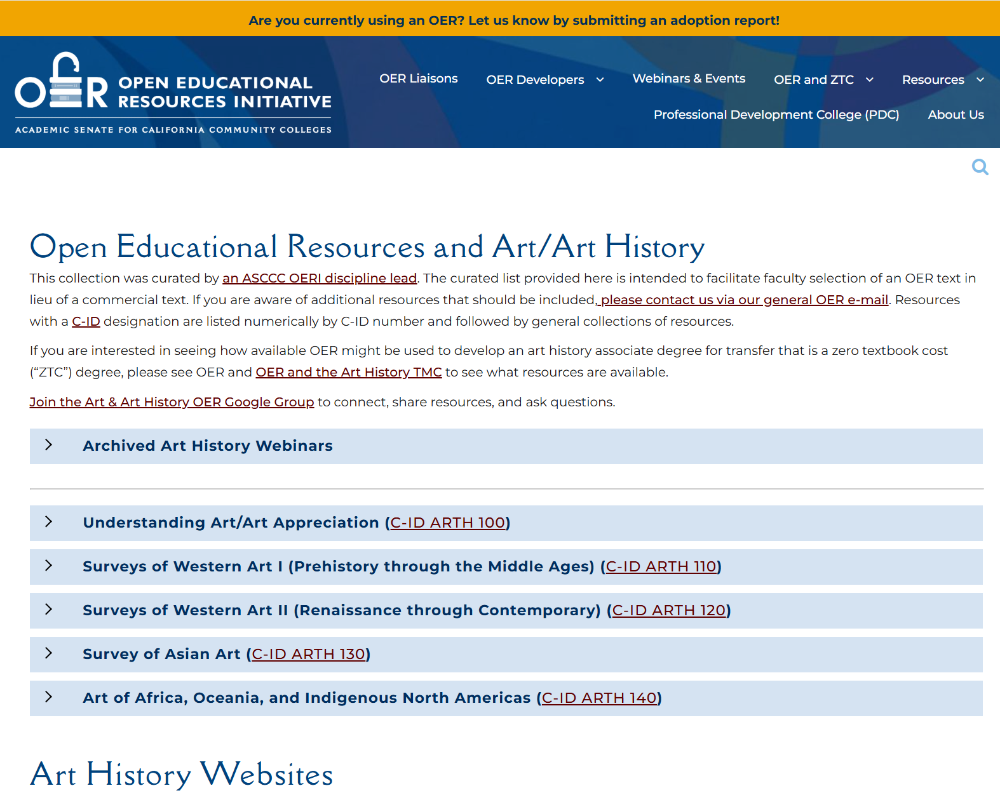 Are you currently using an OER? Let us know by submitting an adoption report!
OER OPEN EDUCATIONAL
RESOURCES INITIATIVE
ACADEMIC SENATE FOR CALIFORNIA COMMUNITY COLLEGES
OER Liaisons OER Developers Webinars & Events OER and ZTC Resources
Professional Development College (PDC) About Us
Open Educational Resources and Art/Art History
This collection was curated by an ASCCC OERI discipline lead. The curated list provided here is intended to facilitate faculty selection of an OER text in
lieu of a commercial text. If you are aware of additional resources that should be included, please contact us via our general OER e-mail. Resources
with a C-ID designation are listed numerically by C-ID number and followed by general collections of resources.
If you are interested in seeing how available OER might be used to develop an art history associate degree for transfer that is a zero textbook cost
(“ZTC”) degree, please see OER and OER and the Art History TMC to see what resources are available.
Join the Art & Art History OER Google Group to connect, share resources, and ask questions.
Archived Art History Webinars
Understanding Art/Art Appreciation (C-ID ARTH 100)
Surveys of Western Art I (Prehistory through the Middle Ages) (C-ID ARTH 110)
Surveys of Western Art II (Renaissance through Contemporary) (C-ID ARTH 120)
Survey of Asian Art (C-ID ARTH 130)
Art of Africa, Oceania, and Indigenous North Americas (C-ID ARTH 140)
Art History Websites